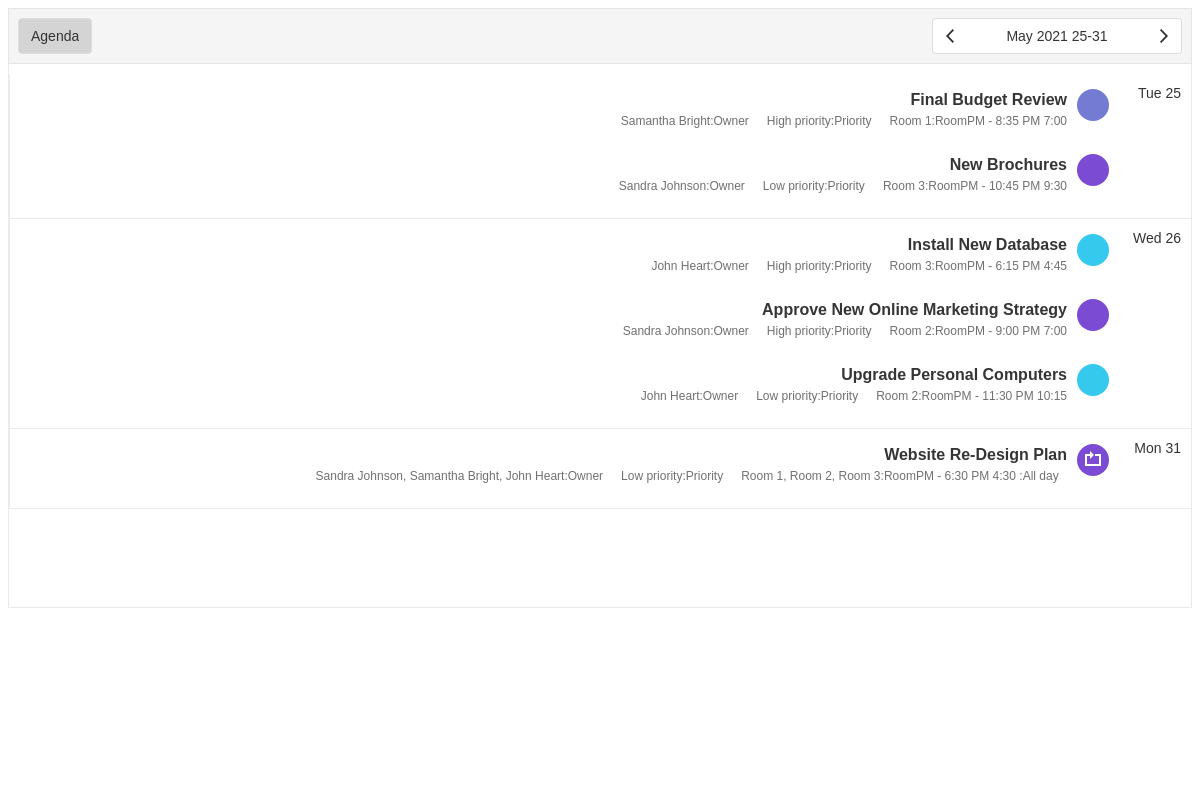 Agenda
May 2021 25-31
Tue 25
Final Budget Review
Samantha Bright:Owner High priority:Priority Room 1:RoomPM - 8:35 PM 7:00
New Brochures
Sandra Johnson:Owner Low priority:Priority Room 3:RoomPM - 10:45 PM 9:30
Wed 26
Install New Database
John Heart:Owner High priority:Priority Room 3:RoomPM - 6:15 PM 4:45
Approve New Online Marketing Strategy
Sandra Johnson:Owner High priority:Priority Room 2:RoomPM - 9:00 PM 7:00
Upgrade Personal Computers
John Heart:Owner Low priority:Priority Room 2:RoomPM - 11:30 PM 10:15
Mon 31
Website Re-Design Plan
Sandra Johnson, Samantha Bright, John Heart:Owner Low priority:Priority Room 1, Room 2, Room 3:RoomPM - 6:30 PM 4:30 :All day